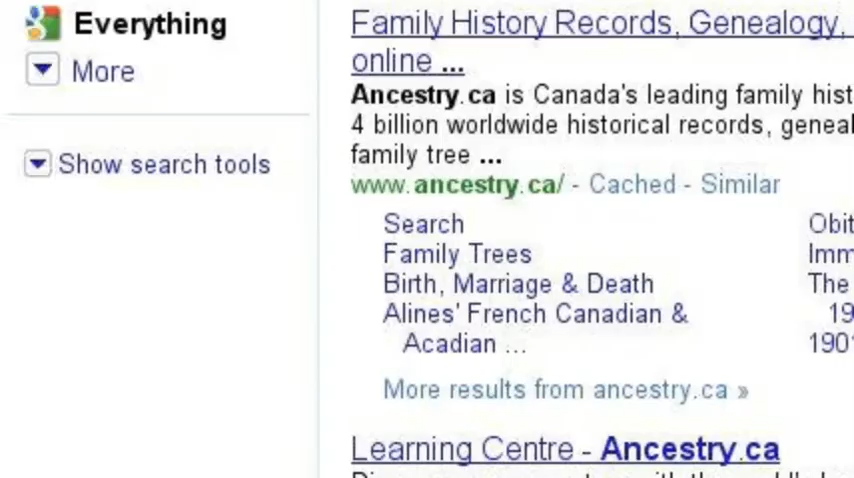 Everything
More
Show search tools
Family History Records, Genealogy,
online ...
Ancestry.ca is Canada's leading family
4 billion worldwide historical records,
family tree ...
www.ancestry.ca/ - Cached - Similar
Search
Family Trees
Birth, Marriage & Death
The
Alines' French Canadian &
19
Acadian ...
More results from ancestry.ca »
Learning Centre - Ancestry.ca